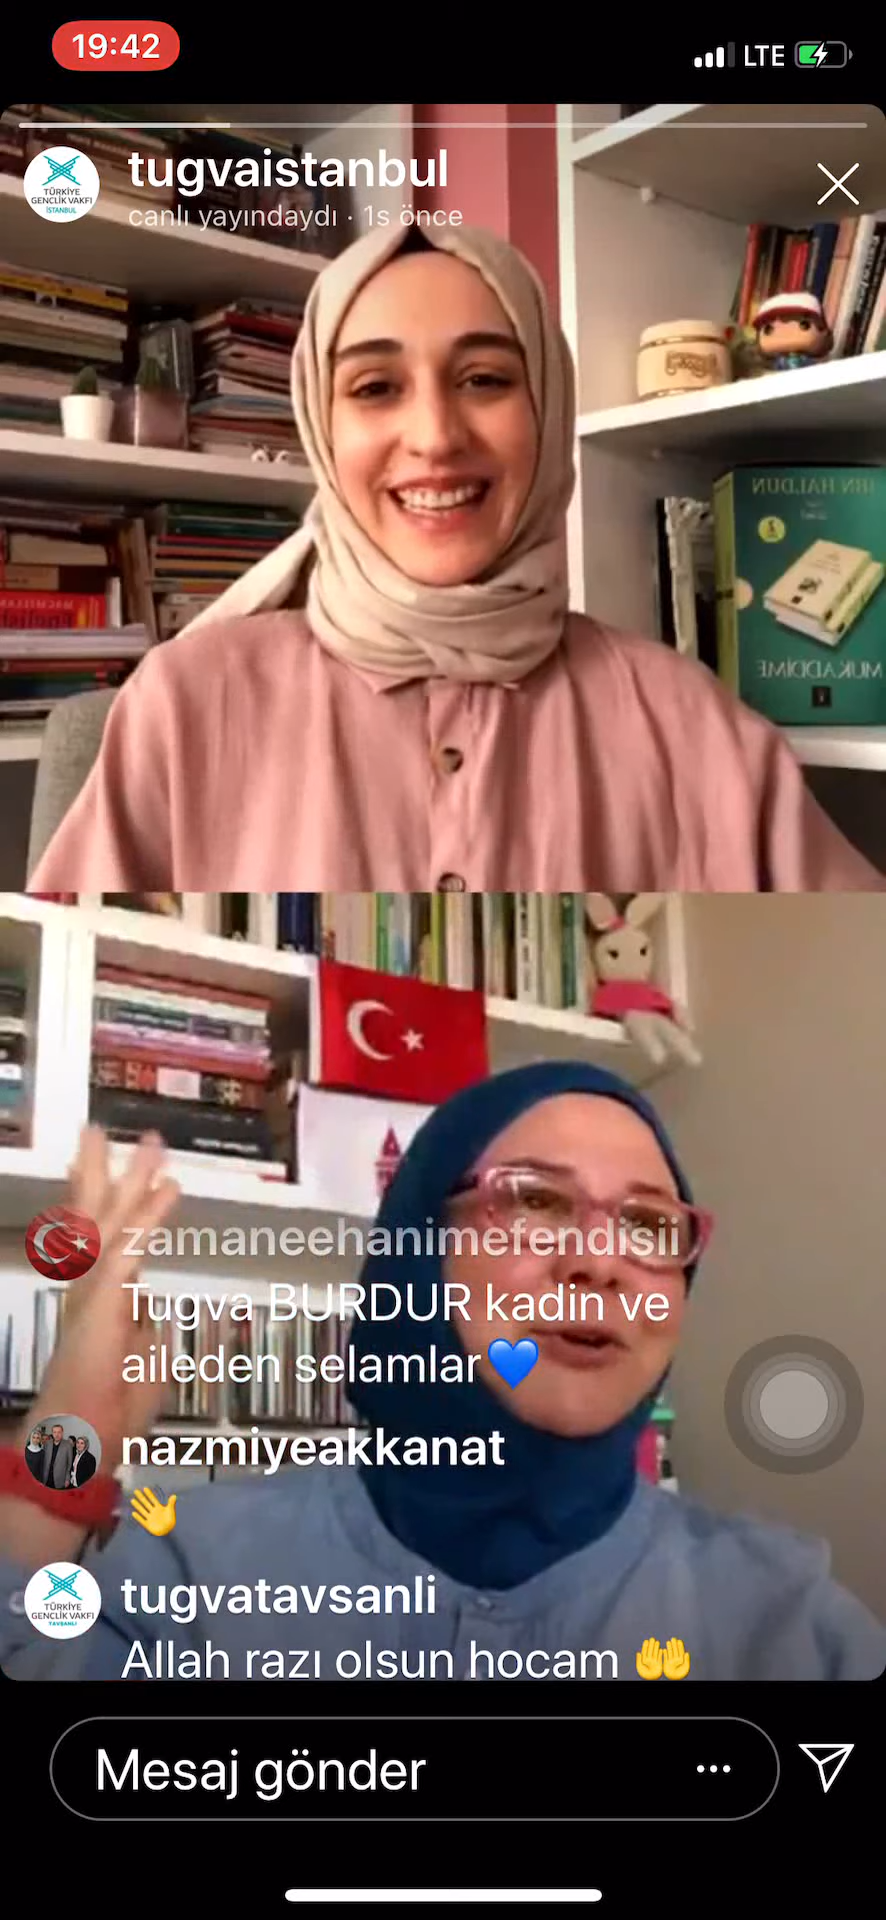 19:42
LTE
TÜRKİYE
GENÇLİK VAKFI
İSTANBUL
tugvaistanbul
canlı yayındaydı · 1s önce
IBN HALDUN
MUKADDİME
zamaneehanimefendisii
Tugva BURDUR kadin ve
aileden selamlar💙
nazmiyeakkanat
👋
TÜRKİYE
GENÇLİK VAKFI
TAVŞANLI
tugvatavsanli
Allah razı olsun hocam 🤲
Mesaj gönder